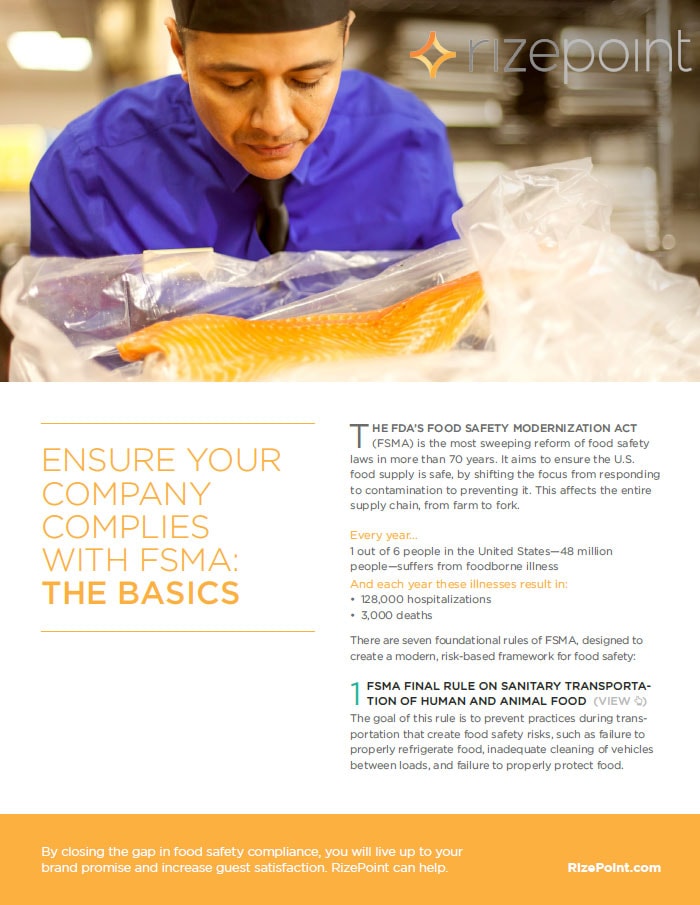 rizepoint
ENSURE YOUR
COMPANY
COMPLIES
WITH FSMA:
THE BASICS
THE FDA'S FOOD SAFETY MODERNIZATION ACT
(FSMA) is the most sweeping reform of food safety
laws in more than 70 years. It aims to ensure the U.S.
food supply is safe, by shifting the focus from responding
to contamination to preventing it. This affects the entire
supply chain, from farm to fork.
Every year...
1 out of 6 people in the United States—48 million
people—suffers from foodborne illness
And each year these illnesses result in:
• 128,000 hospitalizations
• 3,000 deaths
There are seven foundational rules of FSMA, designed to
create a modern, risk-based framework for food safety:
1 FSMA FINAL RULE ON SANITARY TRANSPORTA-
TION OF HUMAN AND ANIMAL FOOD (VIEW )
The goal of this rule is to prevent practices during trans-
portation that create food safety risks, such as failure to
properly refrigerate food, inadequate cleaning of vehicles
between loads, and failure to properly protect food.
By closing the gap in food safety compliance, you will live up to your
brand promise and increase guest satisfaction. RizePoint can help.
RizePoint.com